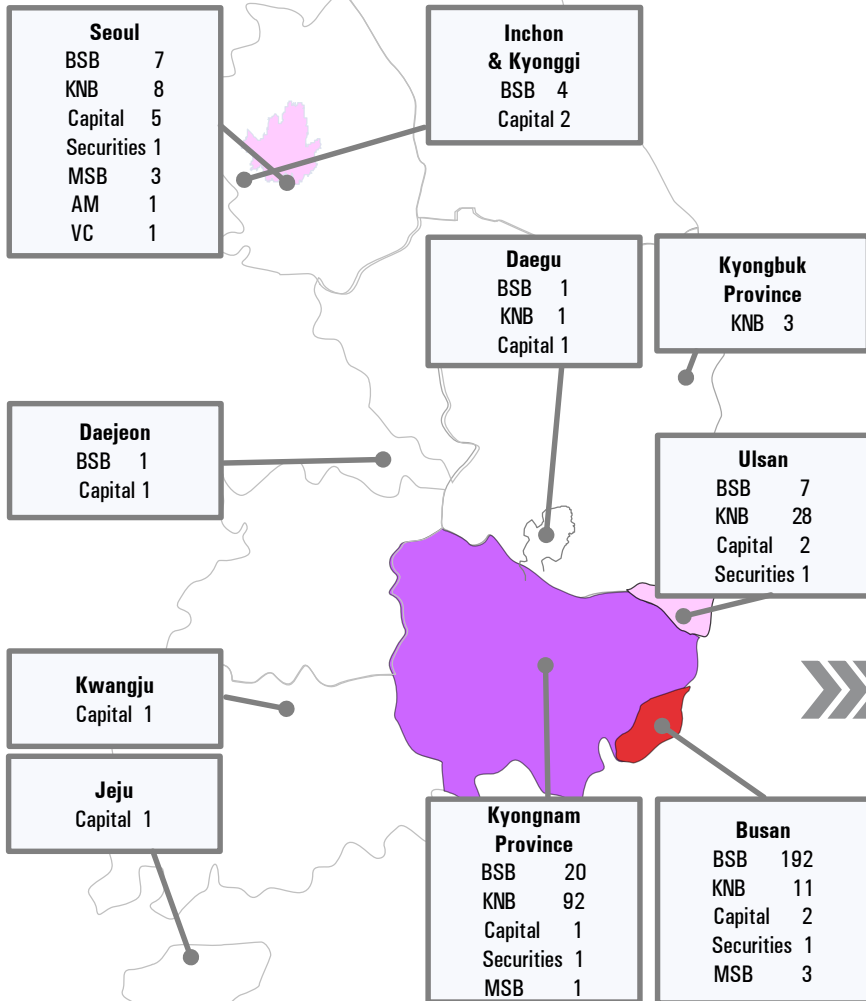 Seoul
BSB 7
KNB 8
Capital 5
Securities 1
MSB 3
AM 1
VC 1
Inchon
& Kyonggi
BSB 4
Capital 2
Daegu
BSB 1
KNB 1
Capital 1
Kyongbuk
Province
KNB 3
Daejeon
BSB 1
Capital 1
Ulsan
BSB 7
KNB 28
Capital 2
Securities 1
Kwangju
Capital 1
Jeju
Capital 1
Kyongnam
Province
BSB 20
KNB 92
Capital 1
Securities 1
MSB 1
Busan
BSB 192
KNB 11
Capital 2
Securities 1
MSB 3